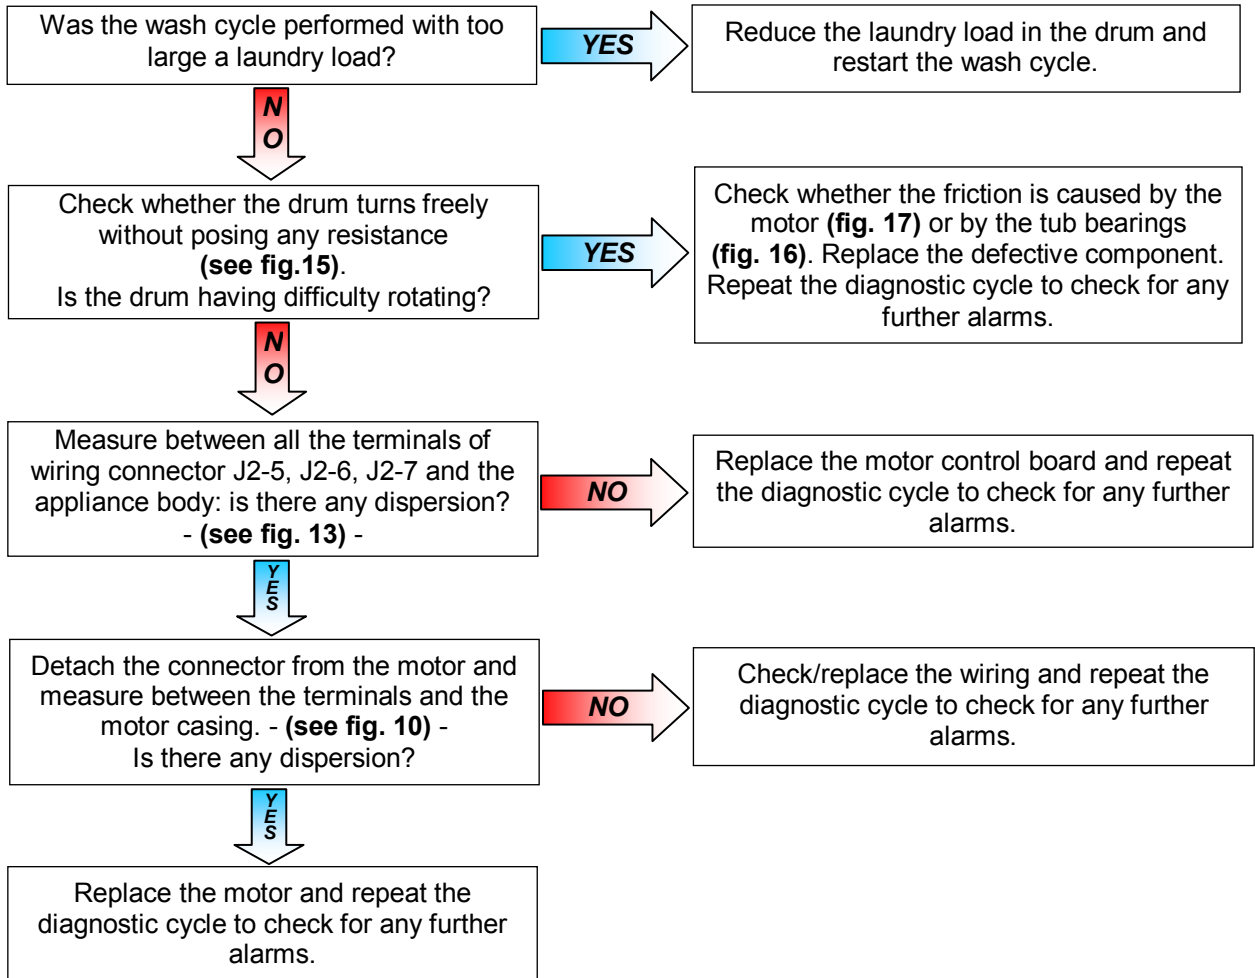 Was the wash cycle performed with too
large a laundry load?
YES
Reduce the laundry load in the drum and
restart the wash cycle.
N
O
Check whether the drum turns freely
without posing any resistance
(see fig.15).
Is the drum having difficulty rotating?
YES
Check whether the friction is caused by the
motor (fig. 17) or by the tub bearings
(fig. 16). Replace the defective component.
Repeat the diagnostic cycle to check for any
further alarms.
N
O
Measure between all the terminals of
wiring connector J2-5, J2-6, J2-7 and the
appliance body: is there any dispersion?
- (see fig. 13) -
NO
Replace the motor control board and repeat
the diagnostic cycle to check for any further
alarms.
Y
E
S
Detach the connector from the motor and
measure between the terminals and the
motor casing. - (see fig. 10) -
Is there any dispersion?
NO
Check/replace the wiring and repeat the
diagnostic cycle to check for any further
alarms.
Y
E
S
Replace the motor and repeat the
diagnostic cycle to check for any further
alarms.